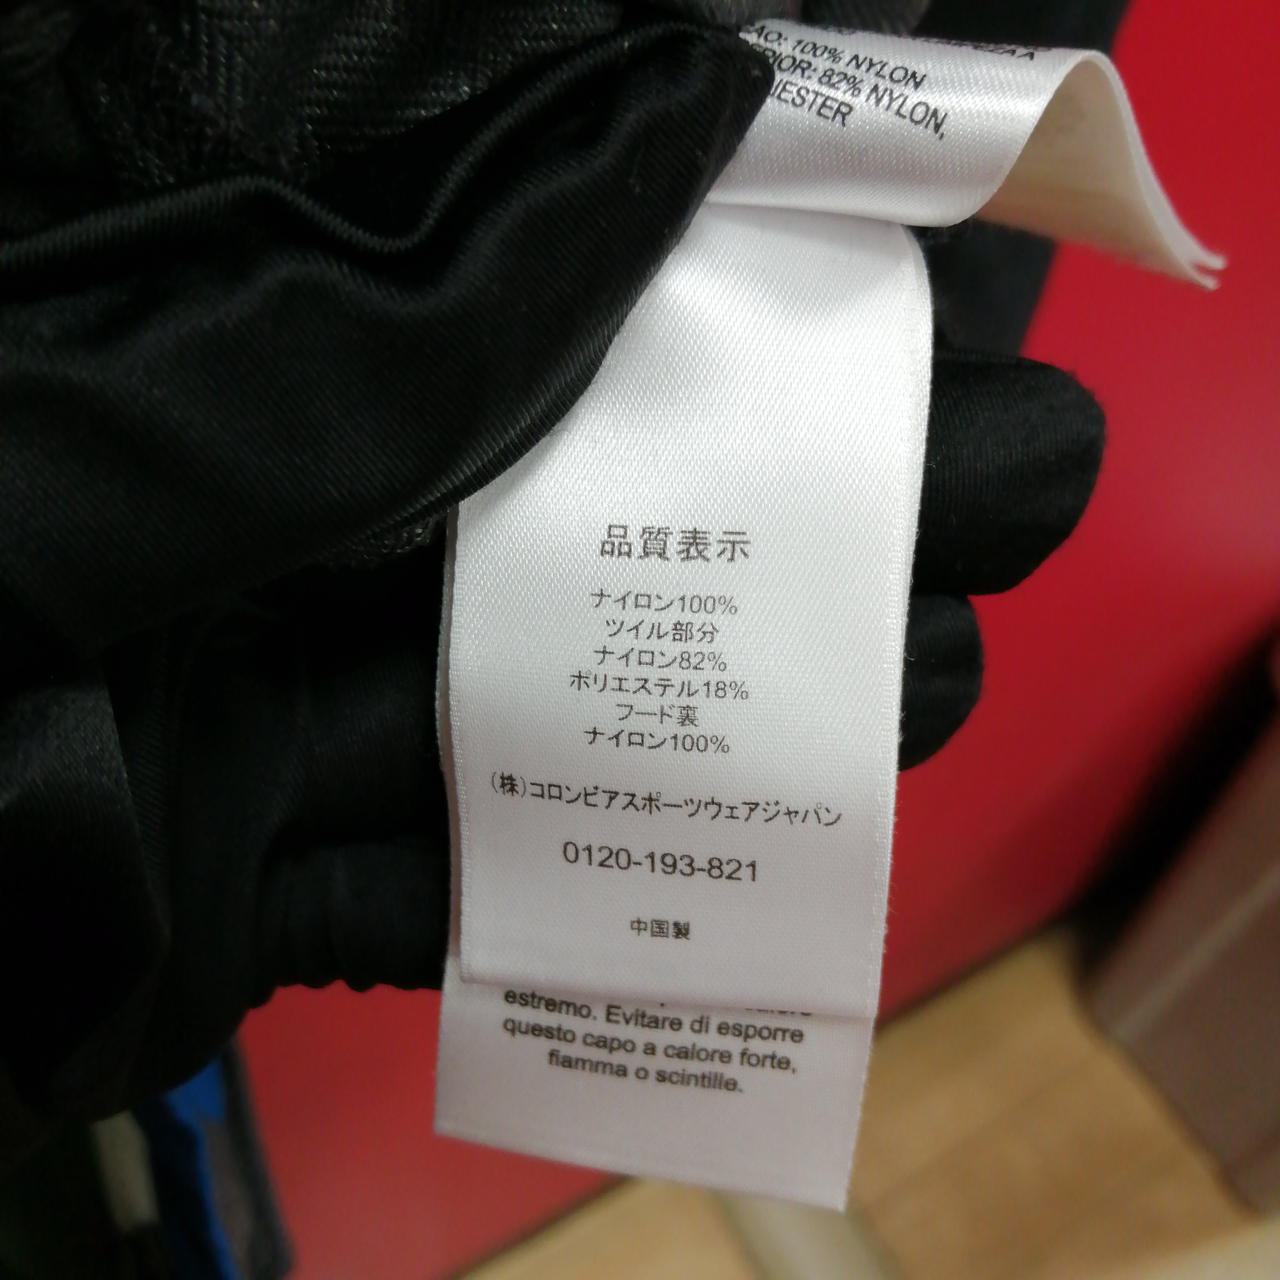 100% NYLON
82% NYLON,
品質表示
ナイロン100%
ツイル部分
ナイロン82%
ポリエステル18%
フード裏
ナイロン100%
(株)コロンビアスポーツウェアジャパン
0120-193-821
中国製
estremo. Evitare di esporre
questo capo a calore forte,
fiamma o scintille.